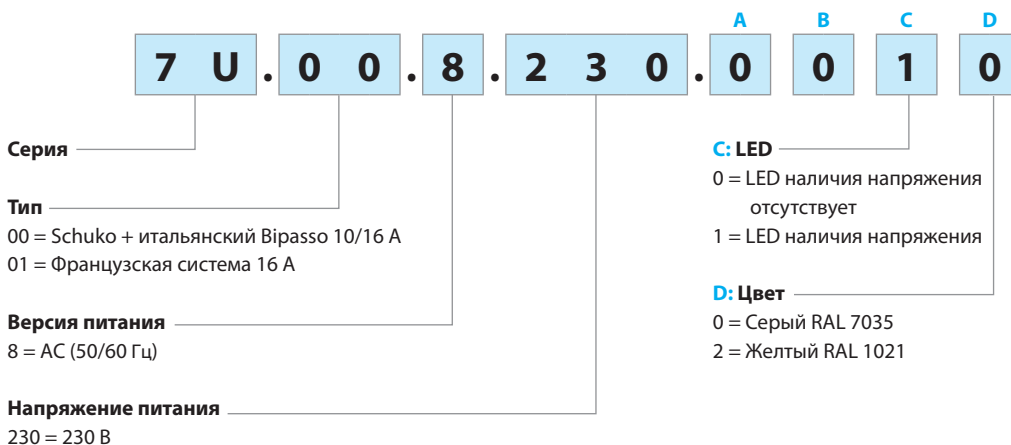 A B C D
7 U . 0 0 . 8 . 2 3 0 . 0 0 1 0
Серия
Тип
00 = Schuko + итальянский Bipasso 10/16 A
01 = Французская система 16 A
Версия питания
8 = AC (50/60 Гц)
Напряжение питания
230 = 230 В
C: LED
0 = LED наличия напряжения
отсутствует
1 = LED наличия напряжения
D: Цвет
0 = Серый RAL 7035
2 = Желтый RAL 1021